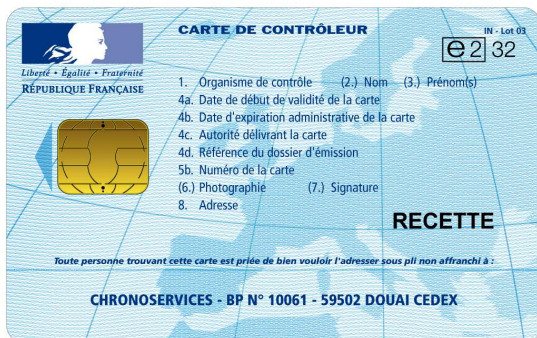 CARTE DE CONTRÔLEUR
IN - Lot 03
e2 32
Liberté • Égalité • Fraternité
RÉPUBLIQUE FRANÇAISE
1. Organisme de contrôle (2.) Nom (3.) Prénom(s)
4a. Date de début de validité de la carte
4b. Date d'expiration administrative de la carte
4c. Autorité délivrant la carte
4d. Référence du dossier d'émission
5b. Numéro de la carte
(6.) Photographie (7.) Signature
8. Adresse
RECETTE
Toute personne trouvant cette carte est priée de bien vouloir l'adresser sous pli non affranchi à :
CHRONOSERVICES - BP N° 10061 - 59502 DOUAI CEDEX